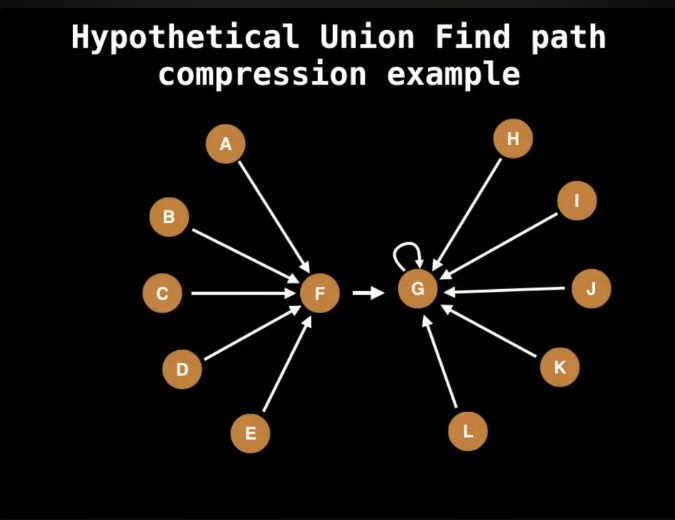 Hypothetical Union Find path
compression example
A
H
B
I
C
F
G
J
D
K
E
L